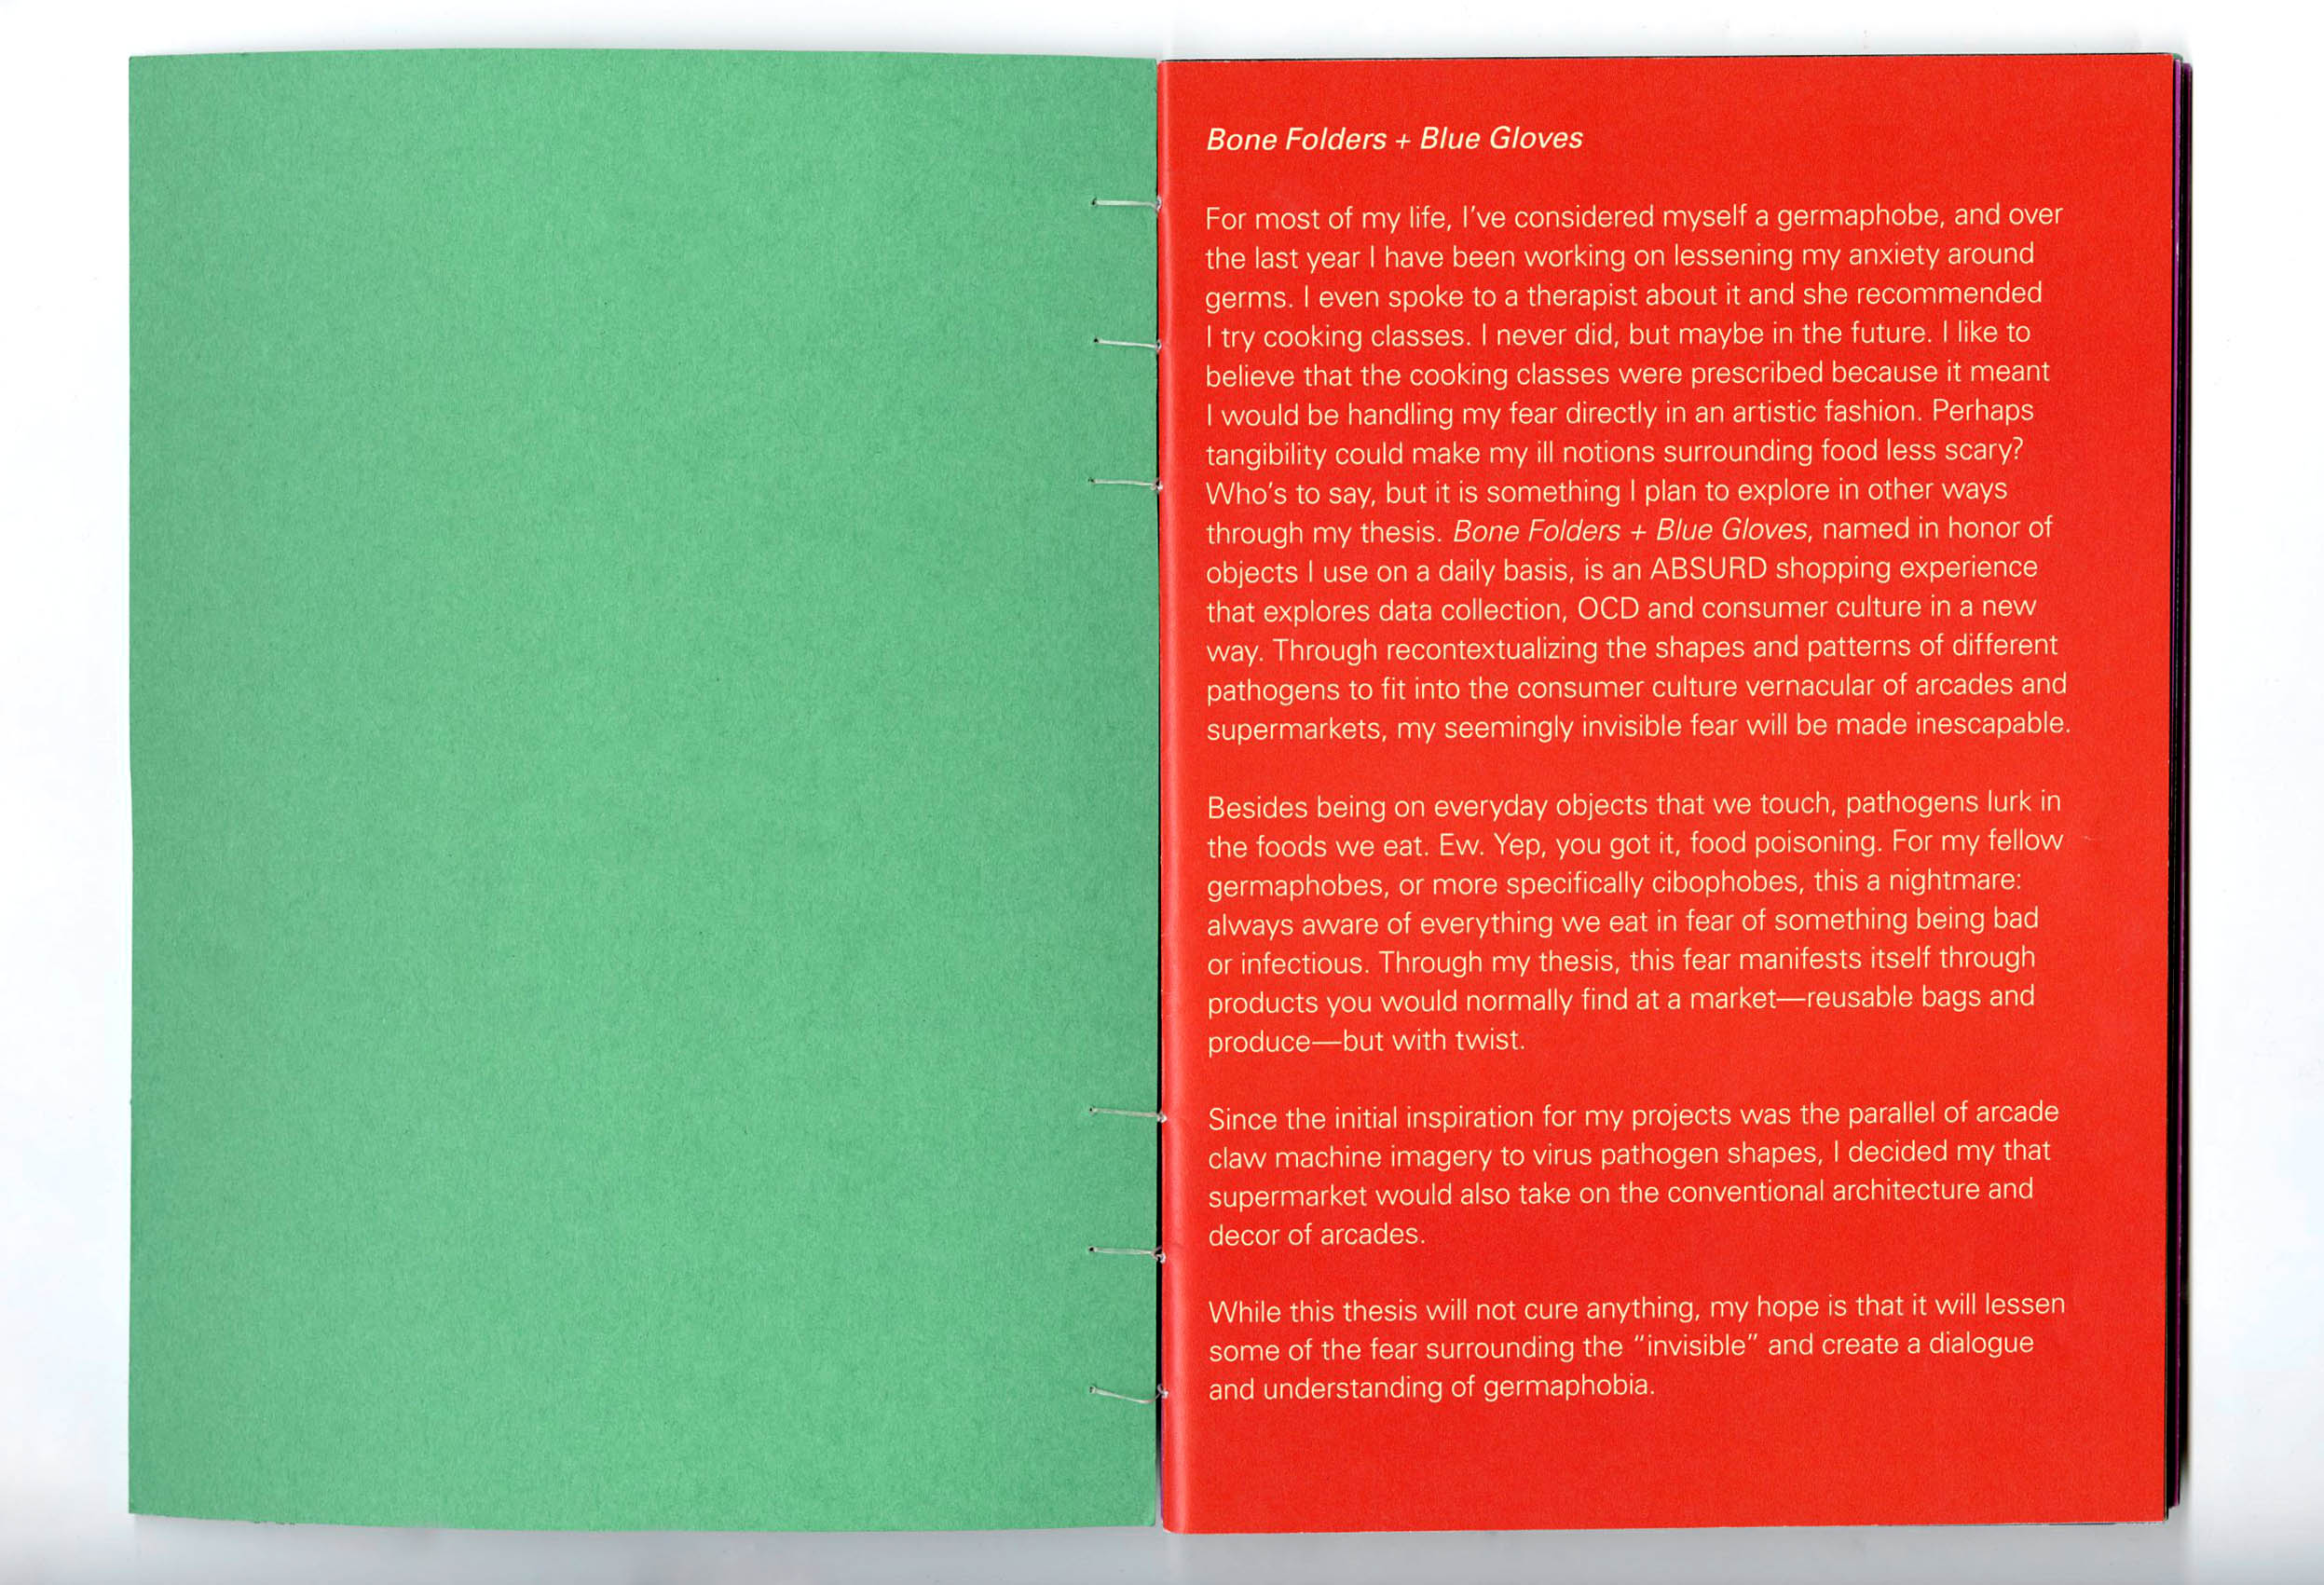 Bone Folders + Blue Gloves
For most of my life, I've considered myself a germaphobe, and over
the last year I have been working on lessening my anxiety around
germs. I even spoke to a therapist about it and she recommended
I try cooking classes. I never did, but maybe in the future. I like to
believe that the cooking classes were prescribed because it meant
I would be handling my fear directly in an artistic fashion. Perhaps
tangibility could make my ill notions surrounding food less scary?
Who's to say, but it is something I plan to explore in other ways
through my thesis. Bone Folders + Blue Gloves, named in honor of
objects I use on a daily basis, is an ABSURD shopping experience
that explores data collection, OCD and consumer culture in a new
way. Through recontextualizing the shapes and patterns of different
pathogens to fit into the consumer culture vernacular of arcades and
supermarkets, my seemingly invisible fear will be made inescapable.
Besides being on everyday objects that we touch, pathogens lurk in
the foods we eat. Ew. Yep, you got it, food poisoning. For my fellow
germaphobes, or more specifically cibophobes, this a nightmare:
always aware of everything we eat in fear of something being bad
or infectious. Through my thesis, this fear manifests itself through
products you would normally find at a market—reusable bags and
produce—but with twist.
Since the initial inspiration for my projects was the parallel of arcade
claw machine imagery to virus pathogen shapes, I decided my that
supermarket would also take on the conventional architecture and
decor of arcades.
While this thesis will not cure anything, my hope is that it will lessen
some of the fear surrounding the “invisible” and create a dialogue
and understanding of germaphobia.